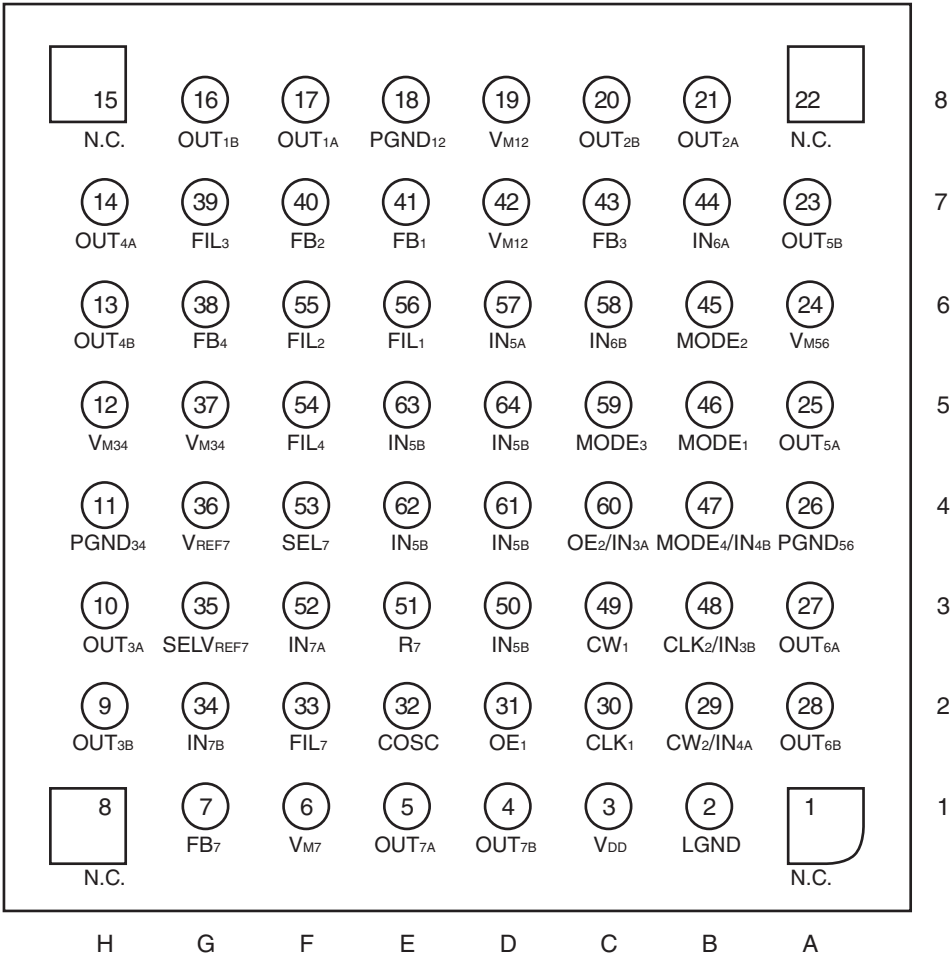 15 16 17 18 19 20 21 22 8
N.C. OUT1B OUT1A PGND12 VM12 OUT2B OUT2A N.C.
14 39 40 41 42 43 44 23 7
OUT4A FIL3 FB2 FB1 VM12 FB3 IN6A OUT5B
13 38 55 56 57 58 45 24 6
OUT4B FB4 FIL2 FIL1 IN5A IN6B MODE2 VM56
12 37 54 63 64 59 46 25 5
VM34 VM34 FIL4 IN5B IN5B MODE3 MODE1 OUT5A
11 36 53 62 61 60 47 26 4
PGND34 VREF7 SEL7 IN5B IN5B OE2/IN3A MODE4/IN4B PGND56
10 35 52 51 50 49 48 27 3
OUT3A SELVREF7 IN7A R7 IN5B CW1 CLK2/IN3B OUT6A
9 34 33 32 31 30 29 28 2
OUT3B IN7B FIL7 COSC OE1 CLK1 CW2/IN4A OUT6B
8 7 6 5 4 3 2 1 1
N.C. FB7 VM7 OUT7A OUT7B VDD LGND N.C.
H G F E D C B A